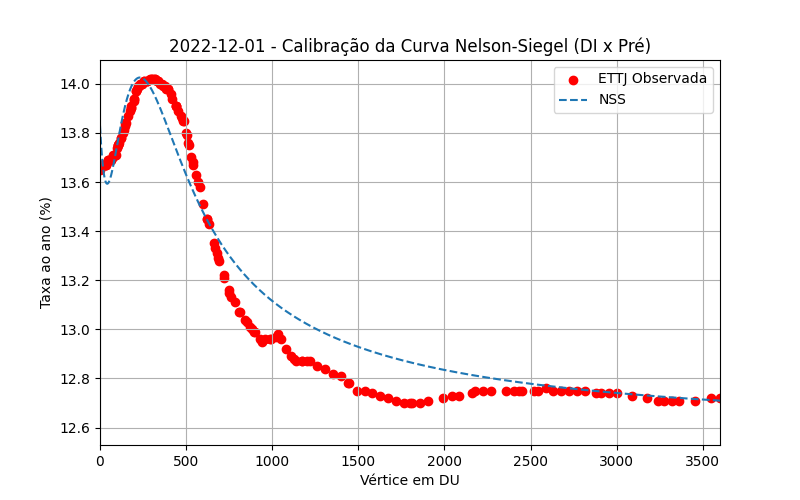 2022-12-01 - Calibração da Curva Nelson-Siegel (DI x Pré)
ETTJ Observada
NSS
Taxa ao ano (%)
14.0
13.8
13.6
13.4
13.2
13.0
12.8
12.6
0 500 1000 1500 2000 2500 3000 3500
Vértice em DU